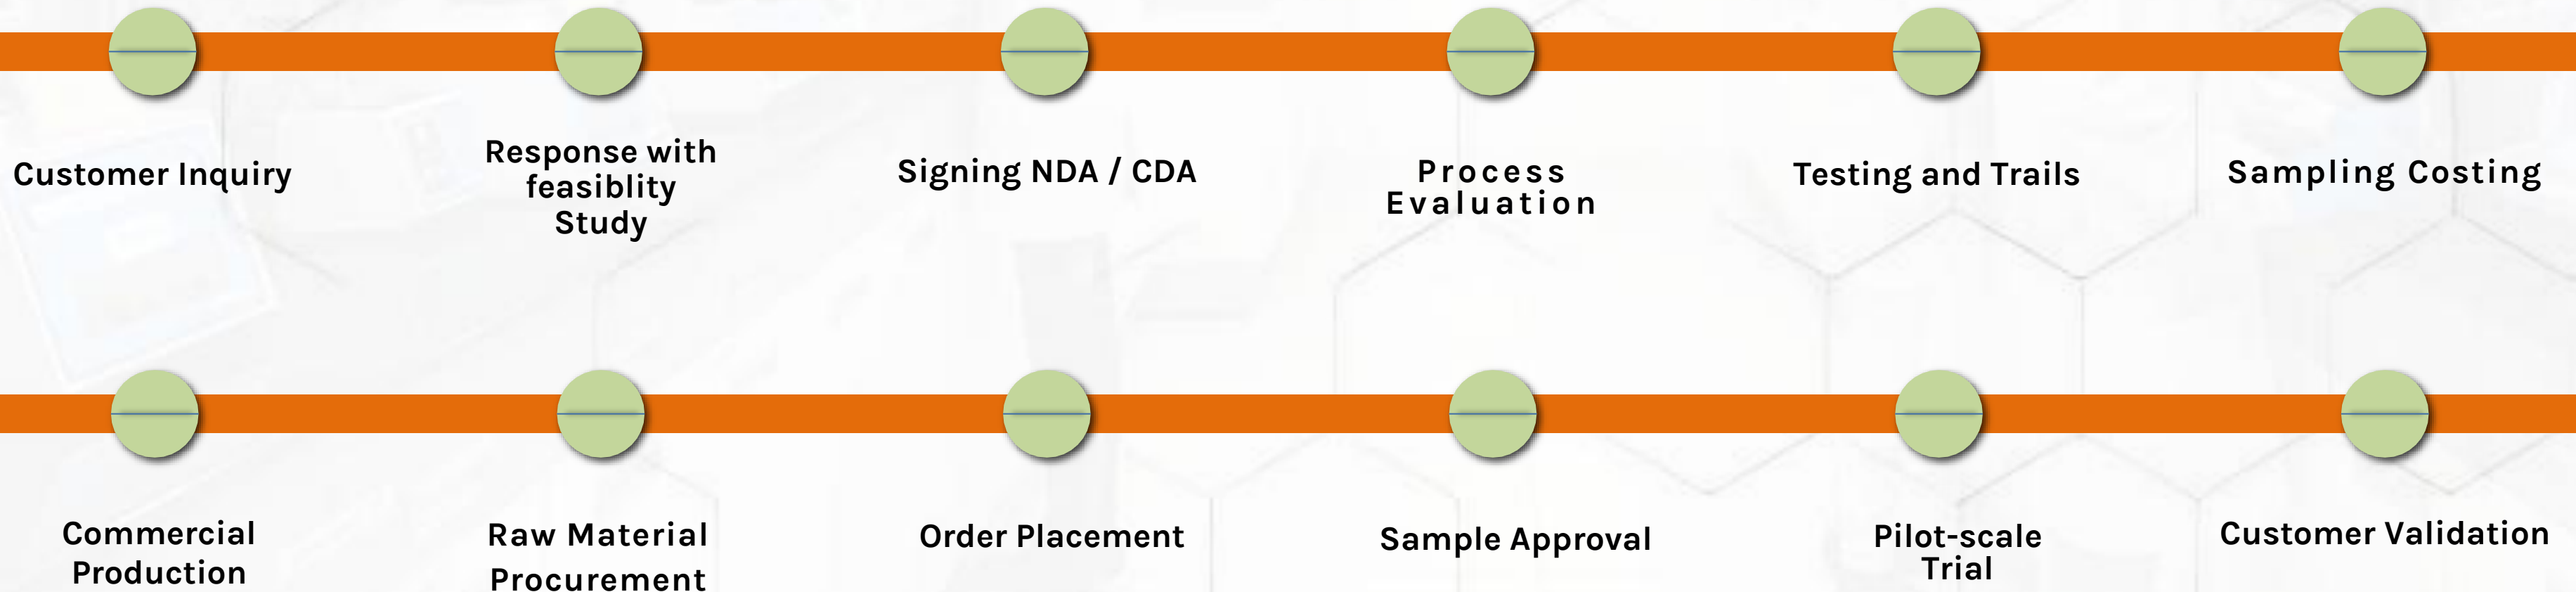 Customer Inquiry
Response with
feasiblity
Study
Signing NDA / CDA
Process
Evaluation
Testing and Trails
Sampling Costing
Commercial
Production
Raw Material
Procurement
Order Placement
Sample Approval
Pilot-scale
Trial
Customer Validation